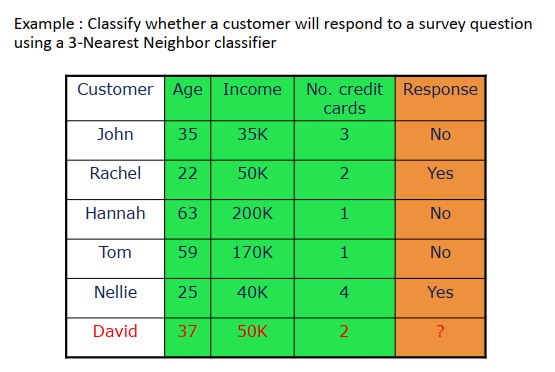 Example : Classify whether a customer will respond to a survey question
using a 3-Nearest Neighbor classifier
Customer Age Income No. credit cards Response
John 35 35K 3 No
Rachel 22 50K 2 Yes
Hannah 63 200K 1 No
Tom 59 170K 1 No
Nellie 25 40K 4 Yes
David 37 50K 2 ?